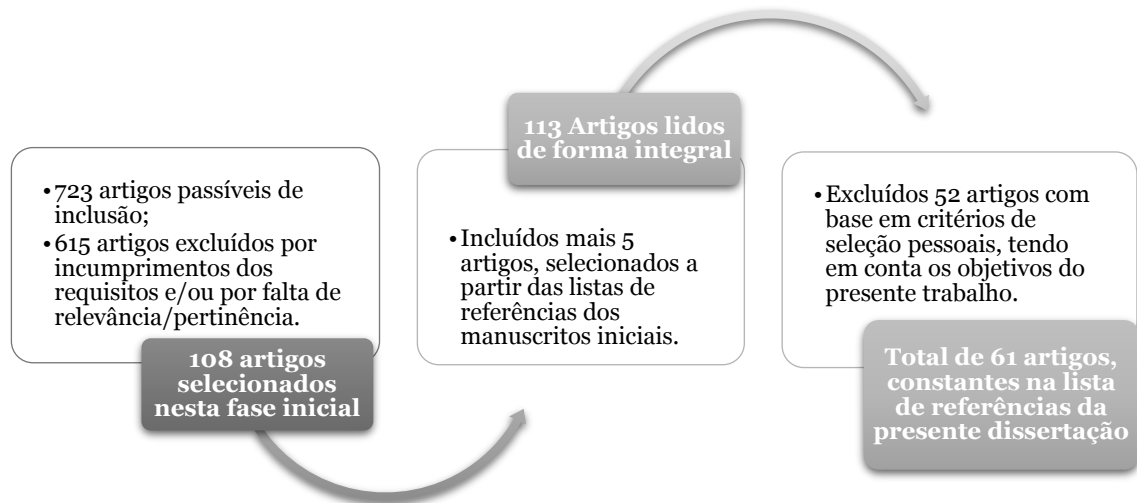 •723 artigos passíveis de
inclusão;
•615 artigos excluídos por
incumprimentos dos
requisitos e/ou por falta de
relevância/pertinência.
108 artigos
selecionados
nesta fase inicial
113 Artigos lidos
de forma integral
•Incluídos mais 5
artigos, selecionados a
partir das listas de
referências dos
manuscritos iniciais.
•Excluídos 52 artigos com
base em critérios de
seleção pessoais, tendo
em conta os objetivos do
presente trabalho.
Total de 61 artigos,
constantes na lista
de referências da
presente dissertação